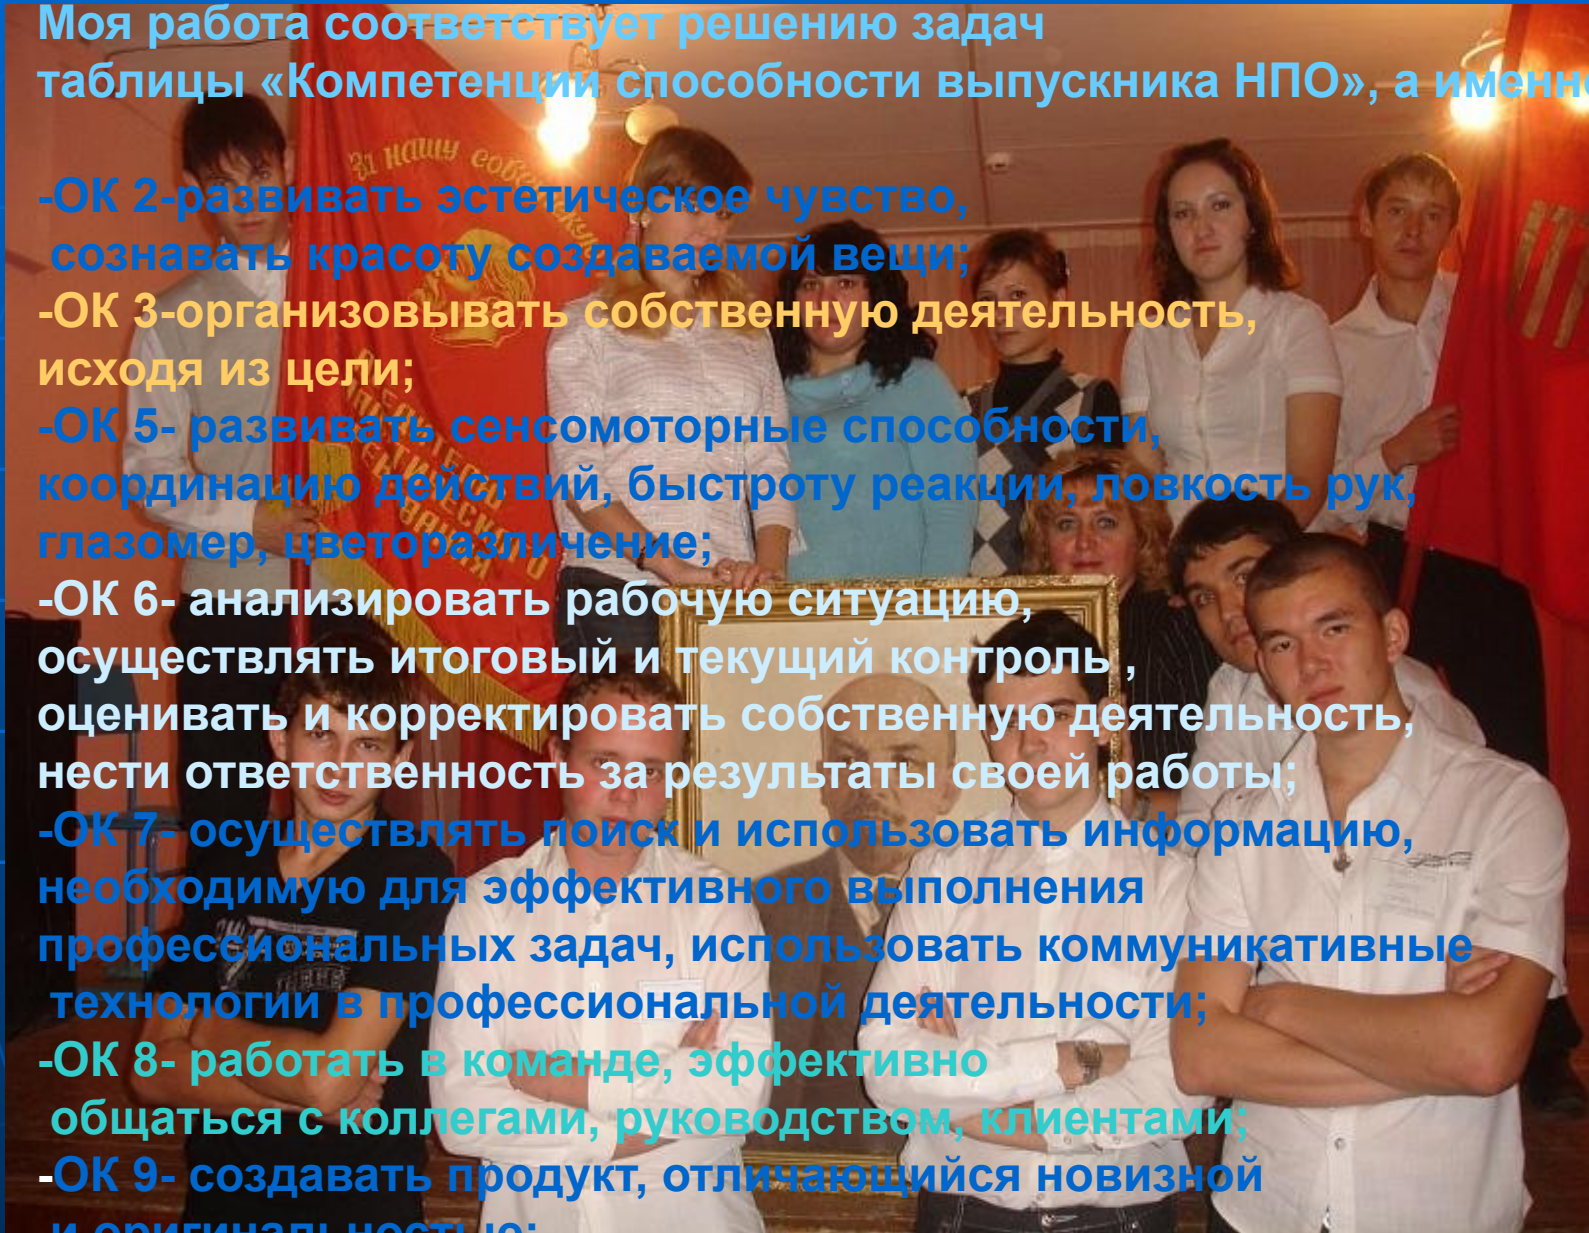 Моя работа соответствует решению задач
таблицы «Компетенции способности выпускника НПО», а именно
-ОК 2-развивать эстетическое чувство,
сознавать красоту создаваемой вещи;
-ОК 3-организовывать собственную деятельность,
исходя из цели;
-ОК 5- развивать сенсомоторные способности,
координацию действий, быстроту реакции, ловкость рук,
глазомер, цветоразличение;
-ОК 6- анализировать рабочую ситуацию,
осуществлять итоговый и текущий контроль ,
оценивать и корректировать собственную деятельность,
нести ответственность за результаты своей работы;
-ОК 7- осуществлять поиск и использовать информацию,
необходимую для эффективного выполнения
профессиональных задач, использовать коммуникативные
технологии в профессиональной деятельности;
-ОК 8- работать в команде, эффективно
общаться с коллегами, руководством, клиентами;
-ОК 9- создавать продукт, отличающийся новизной
и оригинальностью;
За нашу